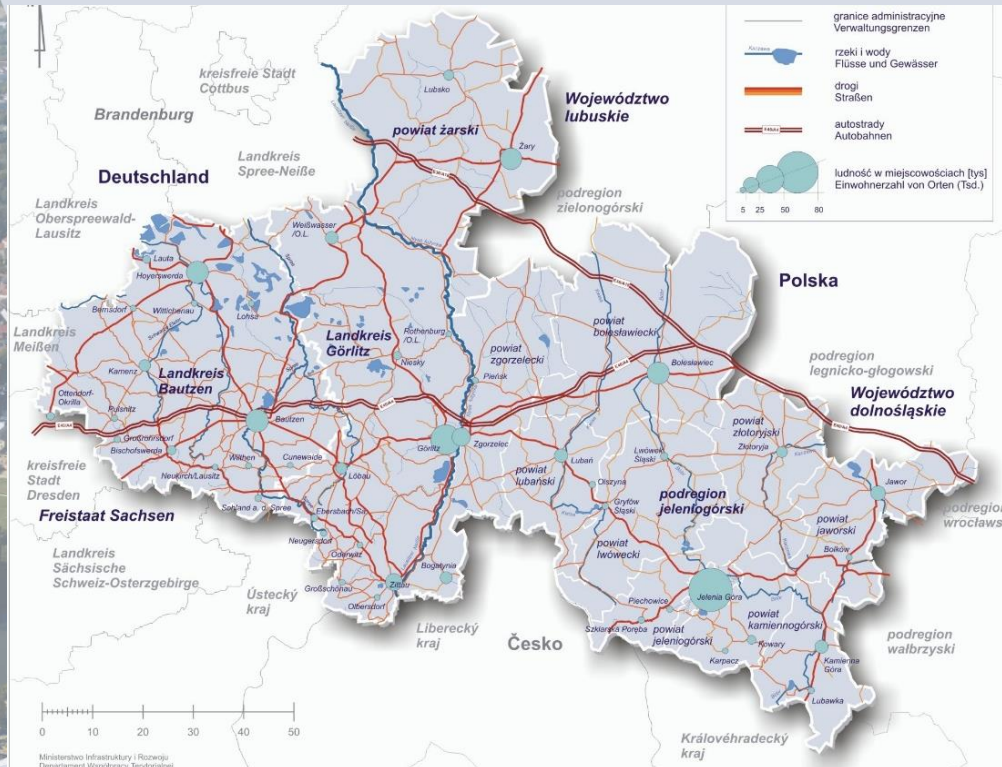 granice administracyjne
Verwaltungsgrenzen
rzeki i wody
Flüsse und Gewässer
drogi
Straßen
autostrady
Autobahnen
ludność w miejscowościach [tys]
Einwohnerzahl von Orten (Tsd.)
5 25 50 80
kreisfreie Stadt
Cottbus
Brandenburg
Landkreis
Spree-Neiße
Deutschland
Landkreis
Oberspreewald-
Lausitz
Lubsko
powiat żarski
Województwo
lubuskie
Żary
podregion
zielonogórski
Polska
Weißwasser
/O.L.
Lauta
Hoyerswerda
Bernsdorf
Wittichenau
Lohsa
Landkreis
Meißen
Kamenz
Landkreis
Bautzen
Landkreis
Görlitz
Rothenburg
/O.L.
Niesky
powiat
zgorzelecki
Pieńsk
powiat
bolesławiecki
Bolesławiec
podregion
legnicko-głogowski
Województwo
dolnośląskie
Ottendorf-
Okrilla
Pulsnitz
Großröhrsdorf
Bischofswerda
Bautzen
Neukirch/Lausitz
Wilthen
Cunewalde
Löbau
Görlitz
Zgorzelec
powiat
lubański
Lubań
Lwówek
Śląski
powiat
złotoryjski
Złotoryja
Olszyna
Gryfów
Śląski
podregion
jeleniogórski
Jawor
powiat
jaworski
podregion
wrocławs
kreisfreie
Stadt
Dresden
Freistaat Sachsen
Sohland a. d. Spree
Ebersbach/Sa.
Neugersdorf
Oderwitz
Großschönau
Olbersdorf
Zittau
Bogatynia
powiat
lwówecki
Bolków
Landkreis
Sächsische
Schweiz-Osterzgebirge
Ústecký
kraj
Liberecký
kraj
Česko
Jelenia Góra
Piechowice
Szklarska Poręba
powiat
jeleniogórski
Karpacz
Kowary
powiat
kamiennogórski
Kamienna
Góra
Lubawka
podregion
wałbrzyski
Královéhradecký
kraj
0 10 20 30 40 50
Ministerstwo Infrastruktury i Rozwoju
Departament Współpracy Terytorialnej